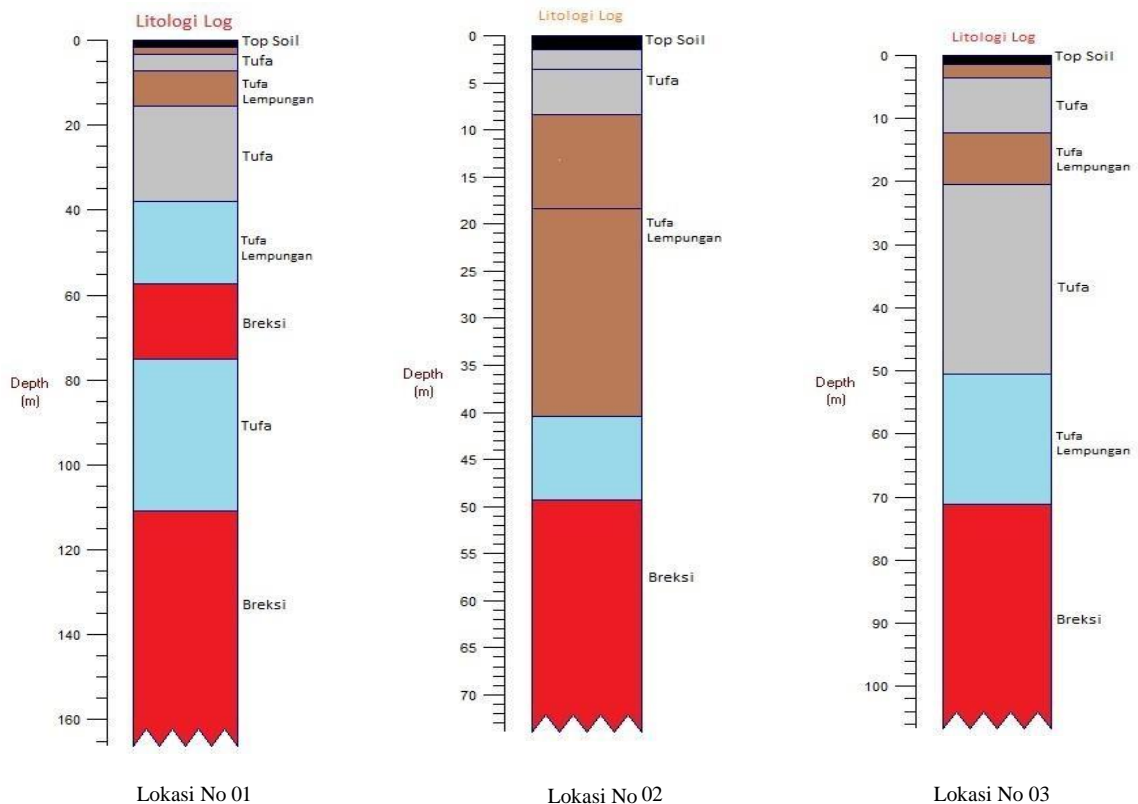 Litologi Log
0
20
40
60
80
100
120
140
160
Depth
(m)
Top Soil
Tufa
Tufa
Lempungan
Tufa
Tufa
Lempungan
Breksi
Tufa
Breksi
Lokasi No 01
Litologi Log
0
5
10
15
20
25
30
35
40
45
50
55
60
65
70
Depth
(m)
Top Soil
Tufa
Tufa
Lempungan
Breksi
Lokasi No 02
Litologi Log
0
10
20
30
40
50
60
70
80
90
100
Depth
(m)
Top Soil
Tufa
Tufa
Lempungan
Tufa
Tufa
Lempungan
Breksi
Lokasi No 03